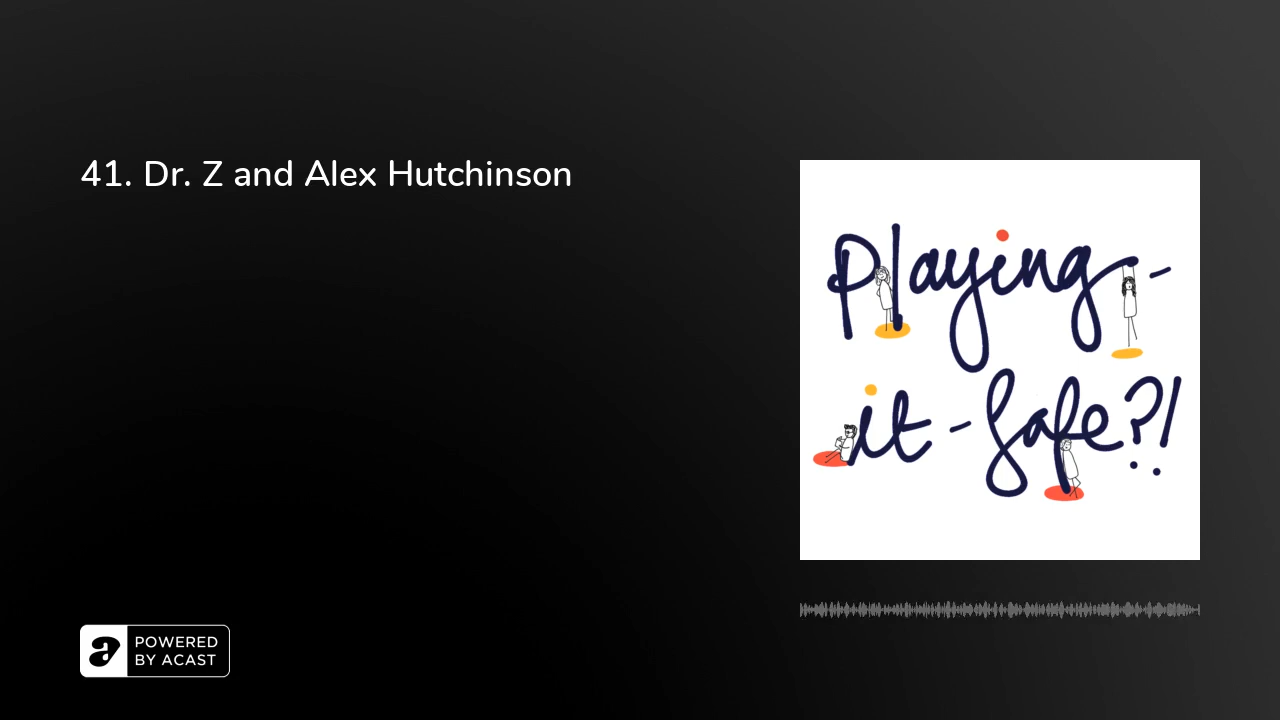 41. Dr. Z and Alex Hutchinson
playing-
it-safe?!
POWERED
BY ACAST